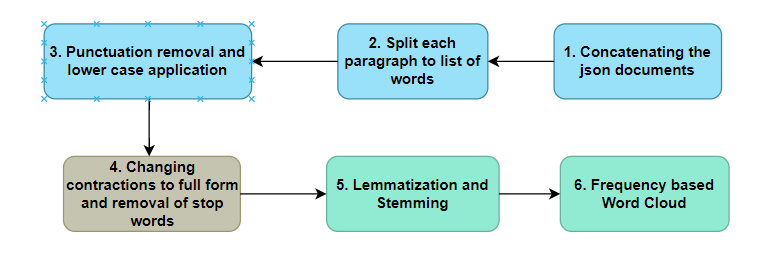 1. Concatenating the
json documents
2. Split each
paragraph to list of
words
3. Punctuation removal and
lower case application
4. Changing
contractions to full form
and removal of stop
words
5. Lemmatization and
Stemming
6. Frequency based
Word Cloud